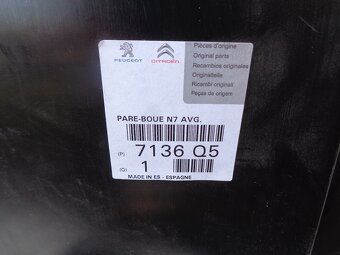 PEUGEOT
CITROËN
Pièces d'origine
Original parts
Recambios originales
Originalteile
Ricambi originali
Peças de origem
PARE-BOUE N7 AVG.
(P) 7136 Q5
(Q) 1
MADE IN ES - ESPAGNE